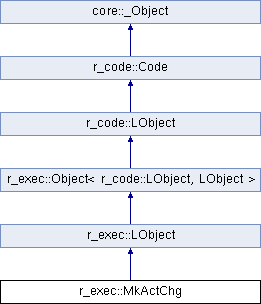 core::_Object
r_code::Code
r_code::LObject
r_exec::Object< r_code::LObject, LObject >
r_exec::LObject
r_exec::MkActChg